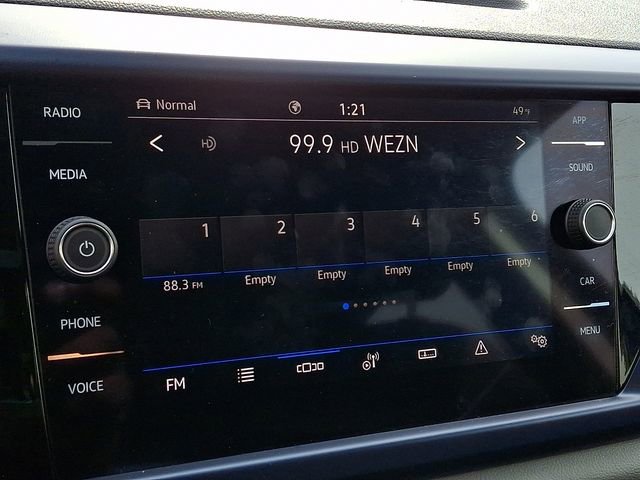 RADIO
MEDIA
PHONE
VOICE
Normal 1:21 49°F
< HD 99.9 HD WEZN >
1 2 3 4 5 6
88.3 FM Empty Empty Empty Empty Empty
FM
APP
SOUND
CAR
MENU